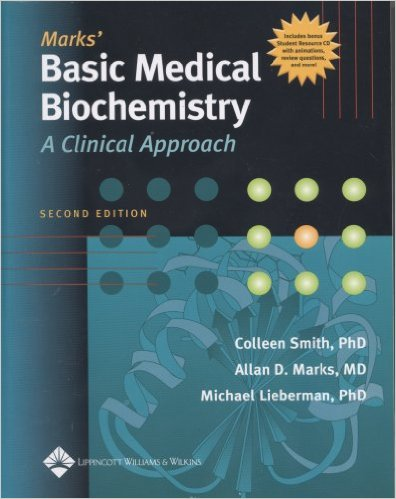 Marks'
Basic Medical
Biochemistry
A Clinical Approach
Includes bonus
Student Resource CD
with animations,
review questions,
and more!
SECOND EDITION
Colleen Smith, PhD
Allan D. Marks, MD
Michael Lieberman, PhD
LIPPINCOTT WILLIAMS & WILKINS